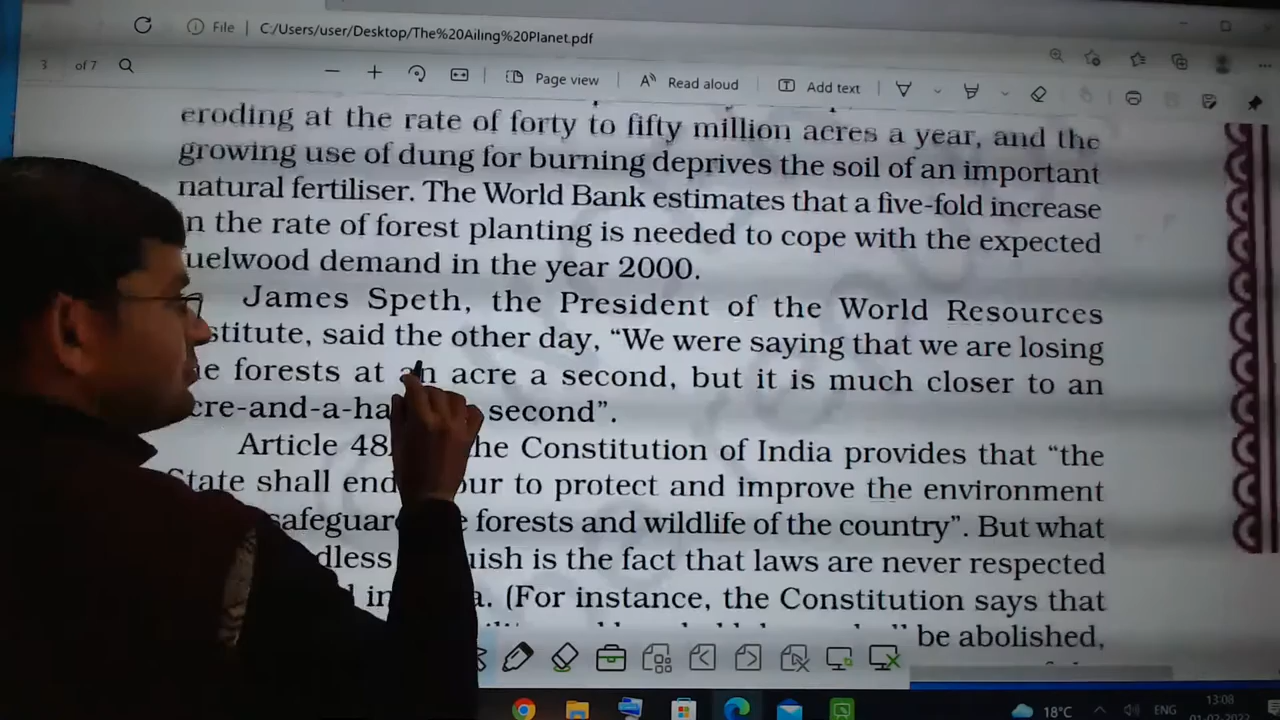 File | C:/Users/user/Desktop/The%20Ailing%20Planet.pdf
3 of 7 Page view Read aloud Add text
eroding at the rate of forty to fifty million acres a year, and the
growing use of dung for burning deprives the soil of an important
natural fertiliser. The World Bank estimates that a five-fold increase
n the rate of forest planting is needed to cope with the expected
uelwood demand in the year 2000.
James Speth, the President of the World Resources
stitute, said the other day, “We were saying that we are losing
e forests at an acre a second, but it is much closer to an
cre-and-a-ha second”.
Article 48 he Constitution of India provides that “the
State shall end our to protect and improve the environment
safeguar forests and wildlife of the country”. But what
dless uish is the fact that laws are never respected
in a. (For instance, the Constitution says that
be abolished,
18°C ENG 13:08
01-02-2022